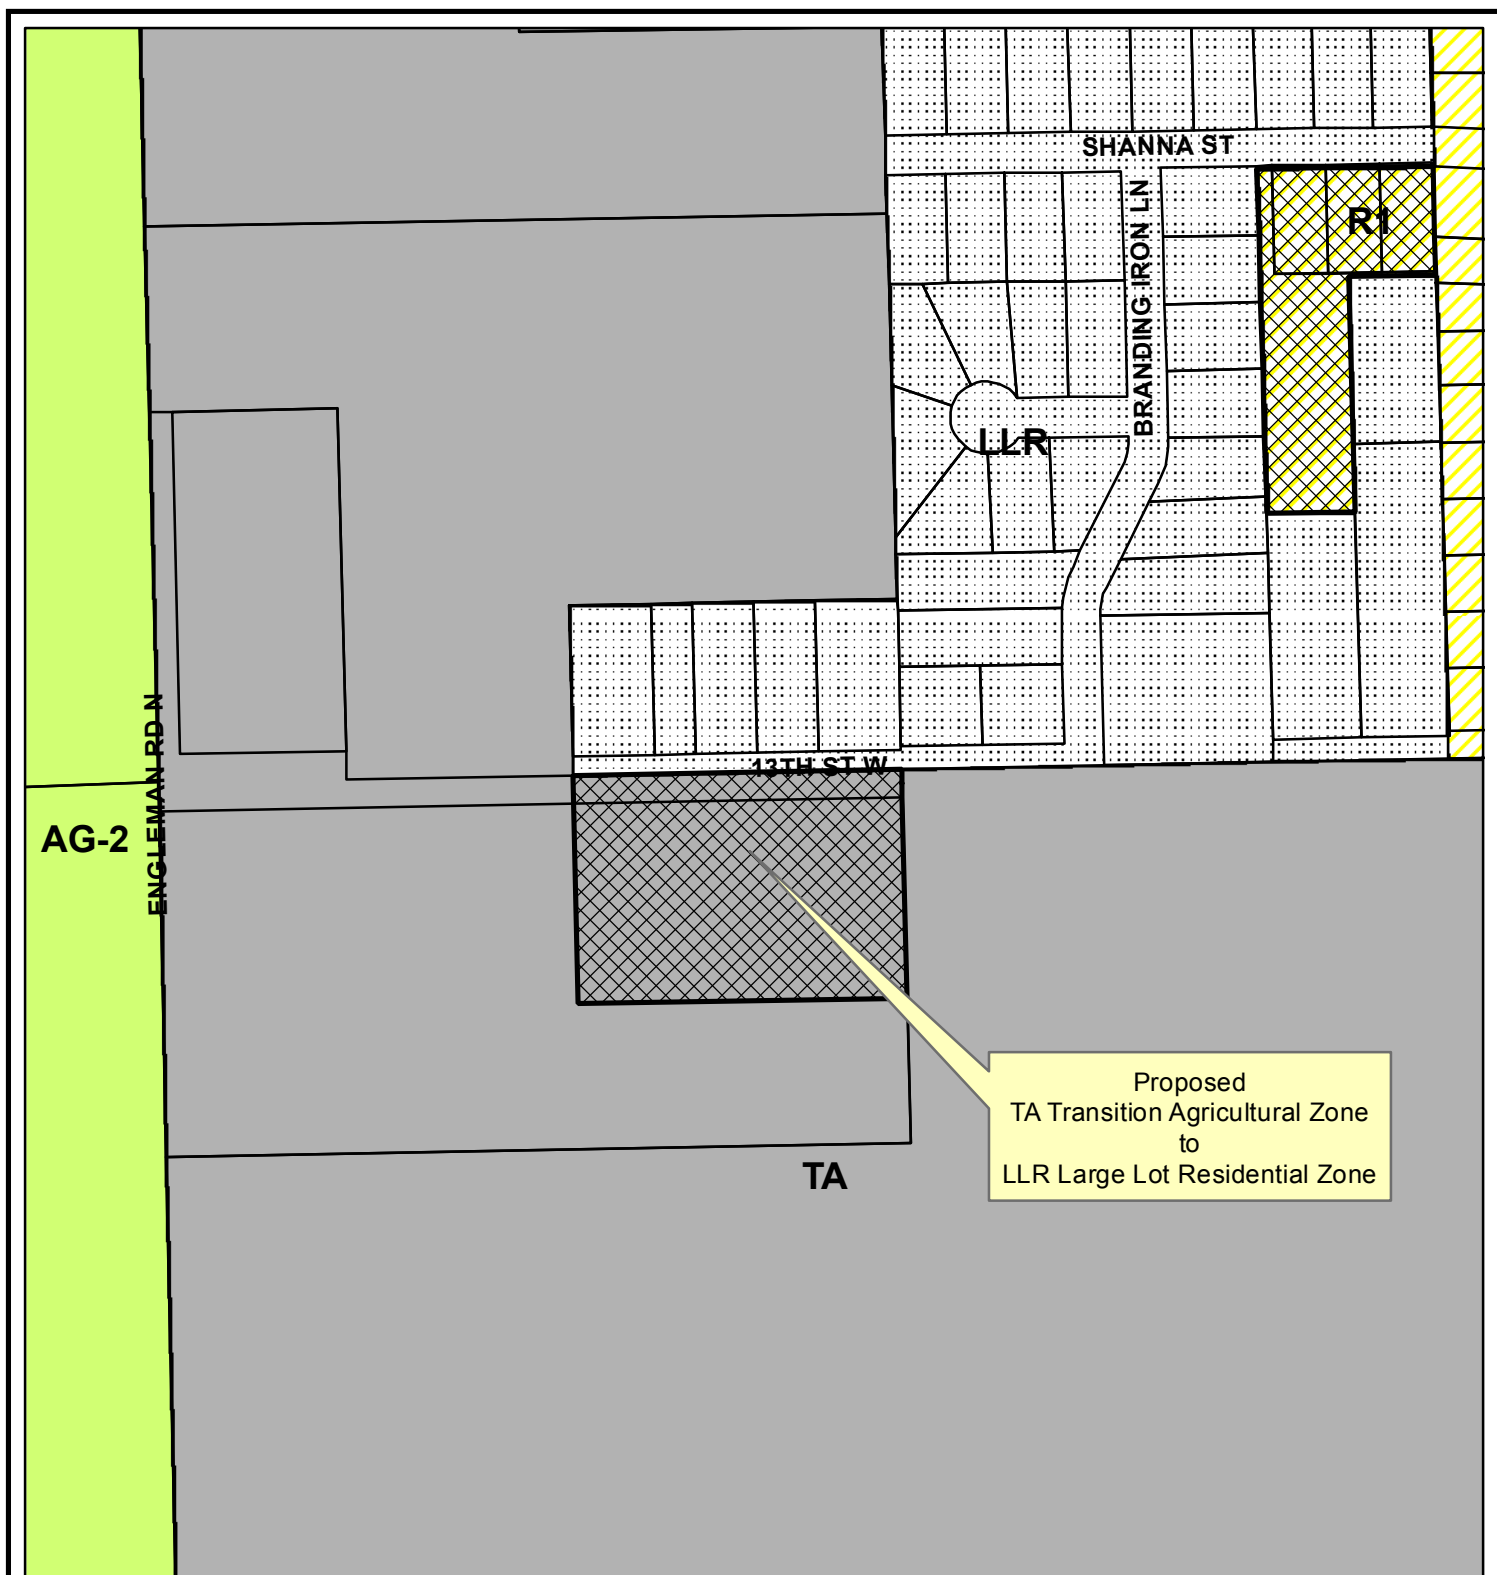 SHANNA ST
R1
BRANDING IRON LN
LLR
13TH ST W
AG-2
ENGLEMAN RD N
Proposed
TA Transition Agricultural Zone
to
LLR Large Lot Residential Zone
TA